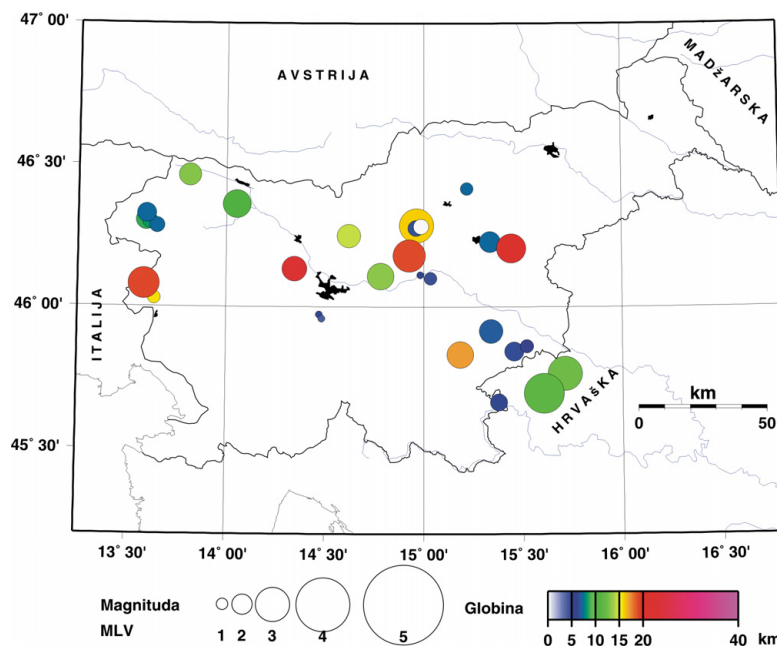 47° 00'
46° 30'
46° 00'
45° 30'
AVSTRIJA
MADžARSKA
ITALIJA
HRVAšKA
km
0 50
13° 30' 14° 00' 14° 30' 15° 00' 15° 30' 16° 00' 16° 30'
Magnituda
MLV
1 2 3 4 5
Globina
0 5 10 15 20 40 km